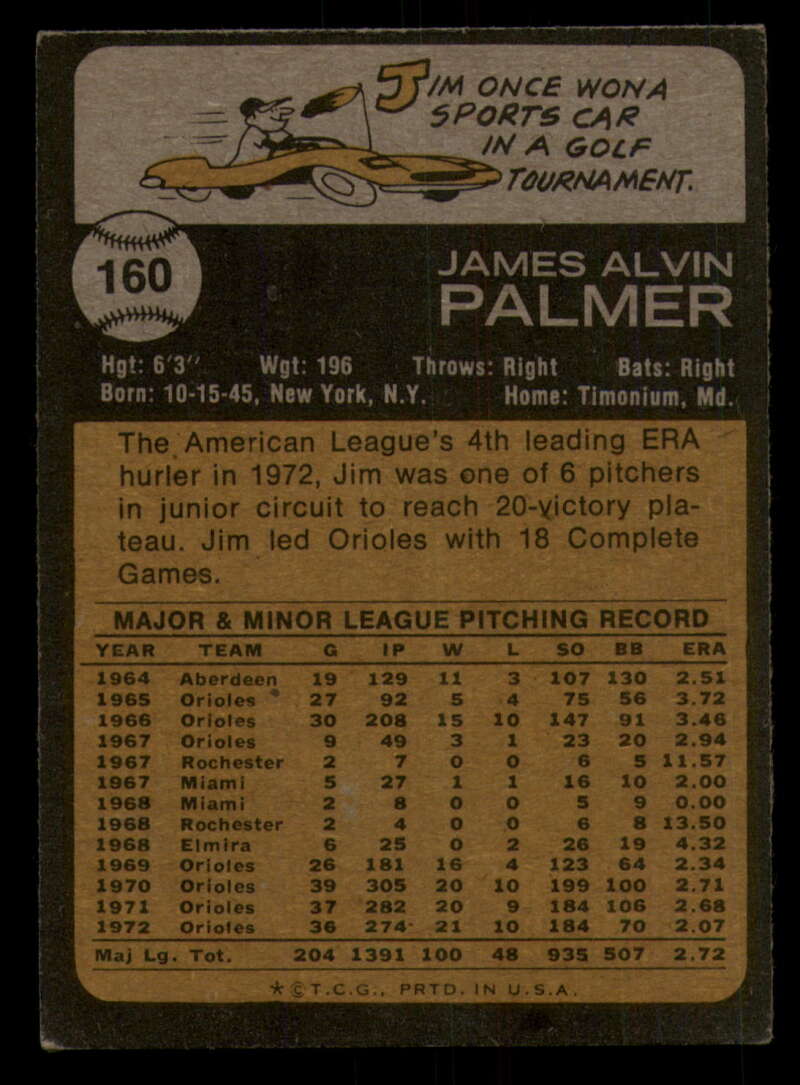 JIM ONCE WON A
SPORTS CAR
IN A GOLF
TOURNAMENT.
160
JAMES ALVIN
PALMER
Hgt: 6'3" Wgt: 196 Throws: Right Bats: Right
Born: 10-15-45, New York, N.Y. Home: Timonium, Md.
The American League's 4th leading ERA
hurler in 1972, Jim was one of 6 pitchers
in junior circuit to reach 20-victory pla-
teau. Jim led Orioles with 18 Complete
Games.
MAJOR & MINOR LEAGUE PITCHING RECORD
YEAR TEAM G IP W L SO BB ERA
1964 Aberdeen 19 129 11 3 107 130 2.51
1965 Orioles 27 92 5 4 75 56 3.72
1966 Orioles 30 208 15 10 147 91 3.46
1967 Orioles 9 49 3 1 23 20 2.94
1967 Rochester 2 7 0 0 6 5 11.57
1967 Miami 5 27 1 1 16 10 2.00
1968 Miami 2 8 0 0 5 9 0.00
1968 Rochester 2 4 0 0 6 8 13.50
1968 Elmira 6 25 0 2 26 19 4.32
1969 Orioles 26 181 16 4 123 64 2.34
1970 Orioles 39 305 20 10 199 100 2.71
1971 Orioles 37 282 20 9 184 106 2.68
1972 Orioles 36 274 21 10 184 70 2.07
Maj Lg. Tot. 204 1391 100 48 935 507 2.72
*©T.C.G., PRTD. IN U.S.A.